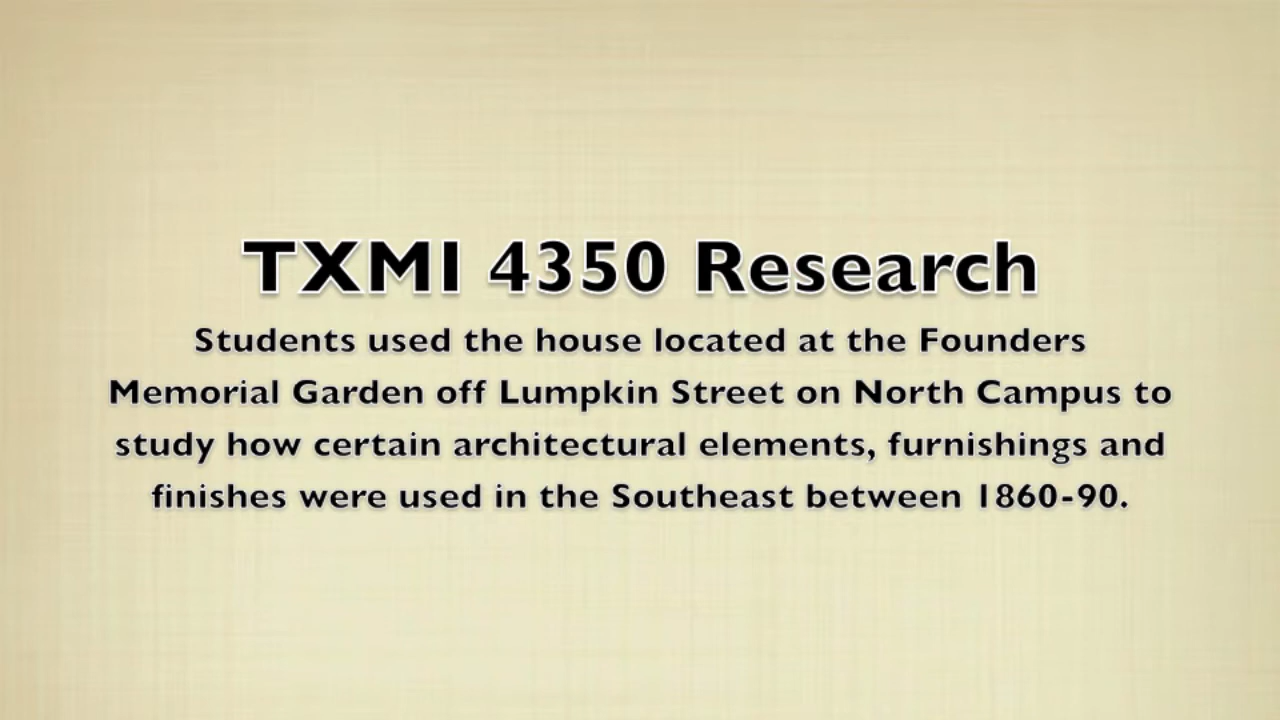 TXMI 4350 Research
Students used the house located at the Founders
Memorial Garden off Lumpkin Street on North Campus to
study how certain architectural elements, furnishings and
finishes were used in the Southeast between 1860-90.